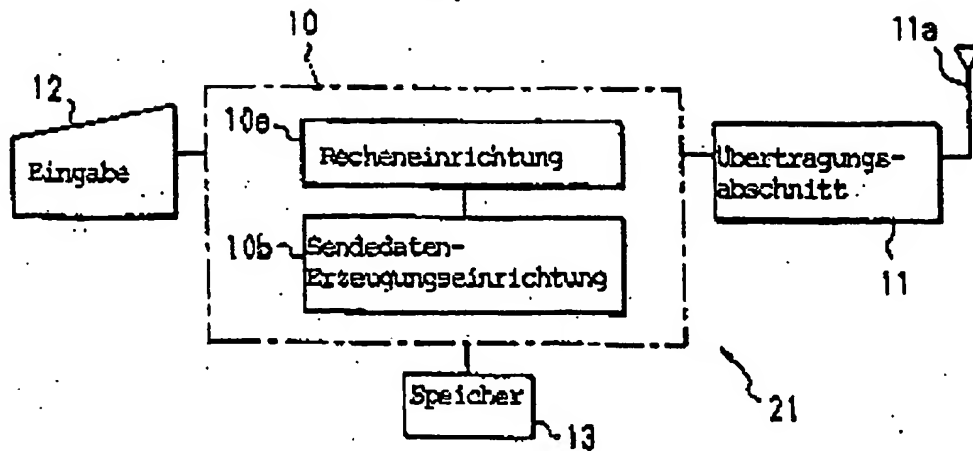 10
11a
12
10a
Eingabe
Recheneinrichtung
Übertragungs-
abschnitt
10b
Sendedaten-
Erzeugungseinrichtung
11
Speicher
21
13